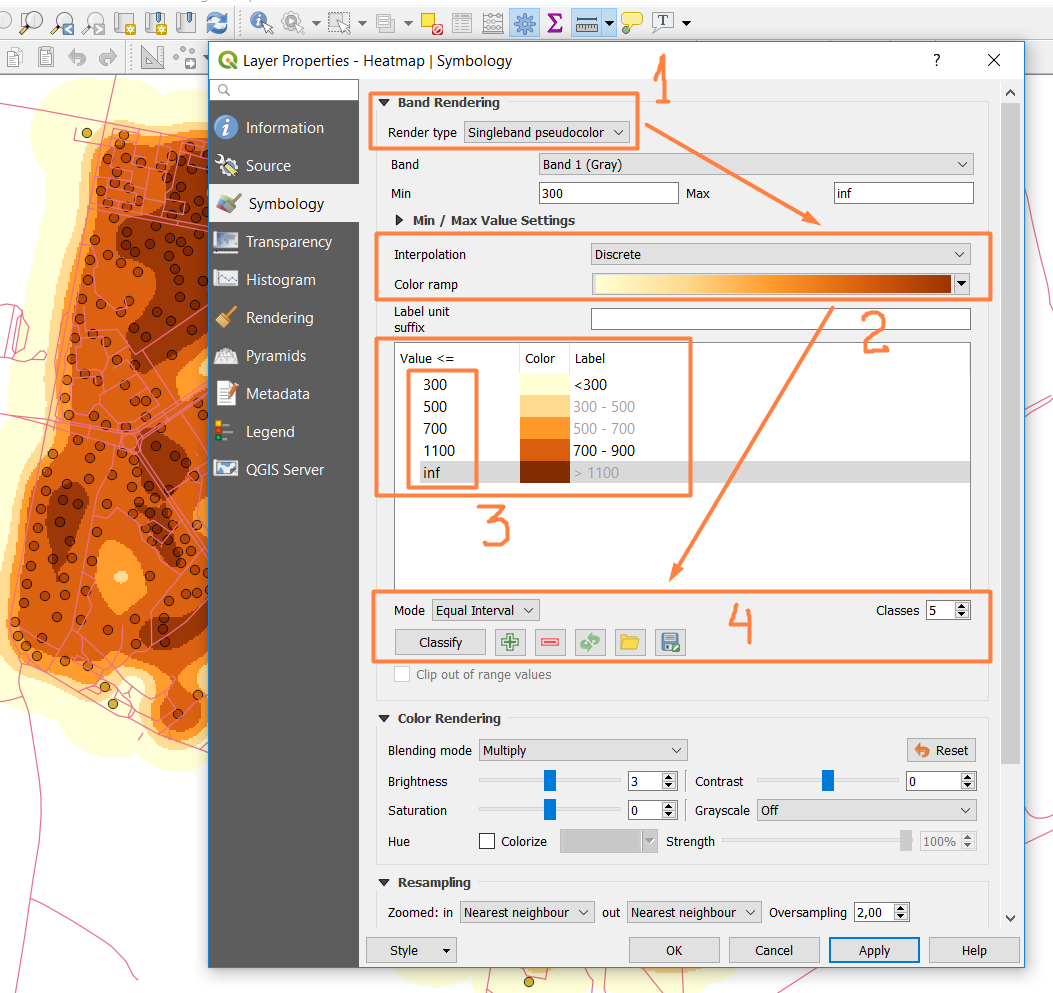 T
Layer Properties - Heatmap | Symbology ?
1
Information
Source
Symbology
Transparency
Histogram
Rendering
Pyramids
Metadata
Legend
QGIS Server
Band Rendering
Render type Singleband pseudocolor
Band Band 1 (Gray)
Min 300 Max inf
Min / Max Value Settings
Interpolation Discrete
Color ramp
Label unit
suffix
2
Value <= Color Label
300 <300
500 300 - 500
700 500 - 700
1100 700 - 900
inf > 1100
3
Mode Equal Interval Classes 5
4
Classify
Clip out of range values
Color Rendering
Blending mode Multiply Reset
Brightness 3 Contrast 0
Saturation 0 Grayscale Off
Hue Colorize Strength 100%
Resampling
Zoomed: in Nearest neighbour out Nearest neighbour Oversampling 2,00
Style OK Cancel Apply Help